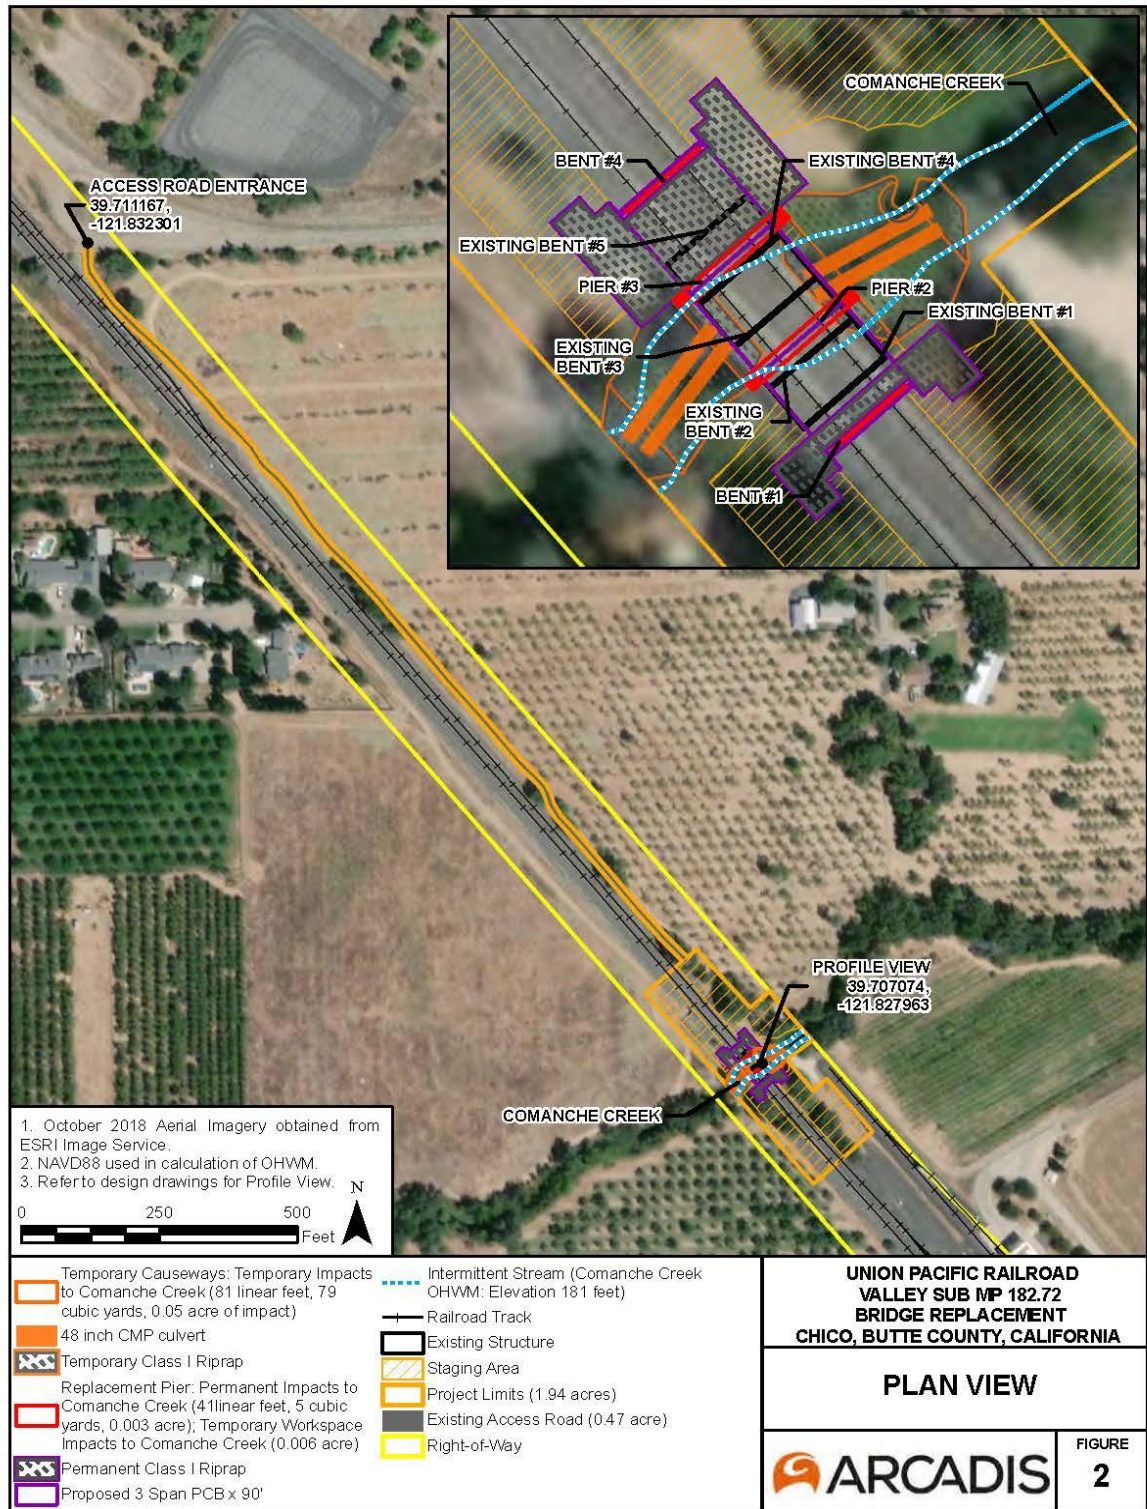 COMANCHE CREEK
BENT #4
EXISTING BENT #4
EXISTING BENT #5
PIER #3
PIER #2
EXISTING BENT #1
EXISTING
BENT #3
EXISTING
BENT #2
BENT #1
ACCESS ROAD ENTRANCE
39.711167,
-121.832301
PROFILE VIEW
39.707074,
-121.827963
COMANCHE CREEK
1. October 2018 Aerial Imagery obtained from
ESRI Image Service.
2. NAVD88 used in calculation of OHWM.
3. Refer to design drawings for Profile View.
N
0 250 500
Feet
Temporary Causeways: Temporary Impacts
to Comanche Creek (81 linear feet, 79
cubic yards, 0.05 acre of impact)
48 inch CMP culvert
Temporary Class I Riprap
Replacement Pier: Permanent Impacts to
Comanche Creek (41linear feet, 5 cubic
yards, 0.003 acre); Temporary Workspace
Impacts to Comanche Creek (0.006 acre)
Permanent Class I Riprap
Proposed 3 Span PCB x 90'
Intermittent Stream (Comanche Creek
OHWM: Elevation 181 feet)
Railroad Track
Existing Structure
Staging Area
Project Limits (1.94 acres)
Existing Access Road (0.47 acre)
Right-of-Way
UNION PACIFIC RAILROAD
VALLEY SUB MP 182.72
BRIDGE REPLACEMENT
CHICO, BUTTE COUNTY, CALIFORNIA
PLAN VIEW
ARCADIS
FIGURE
2